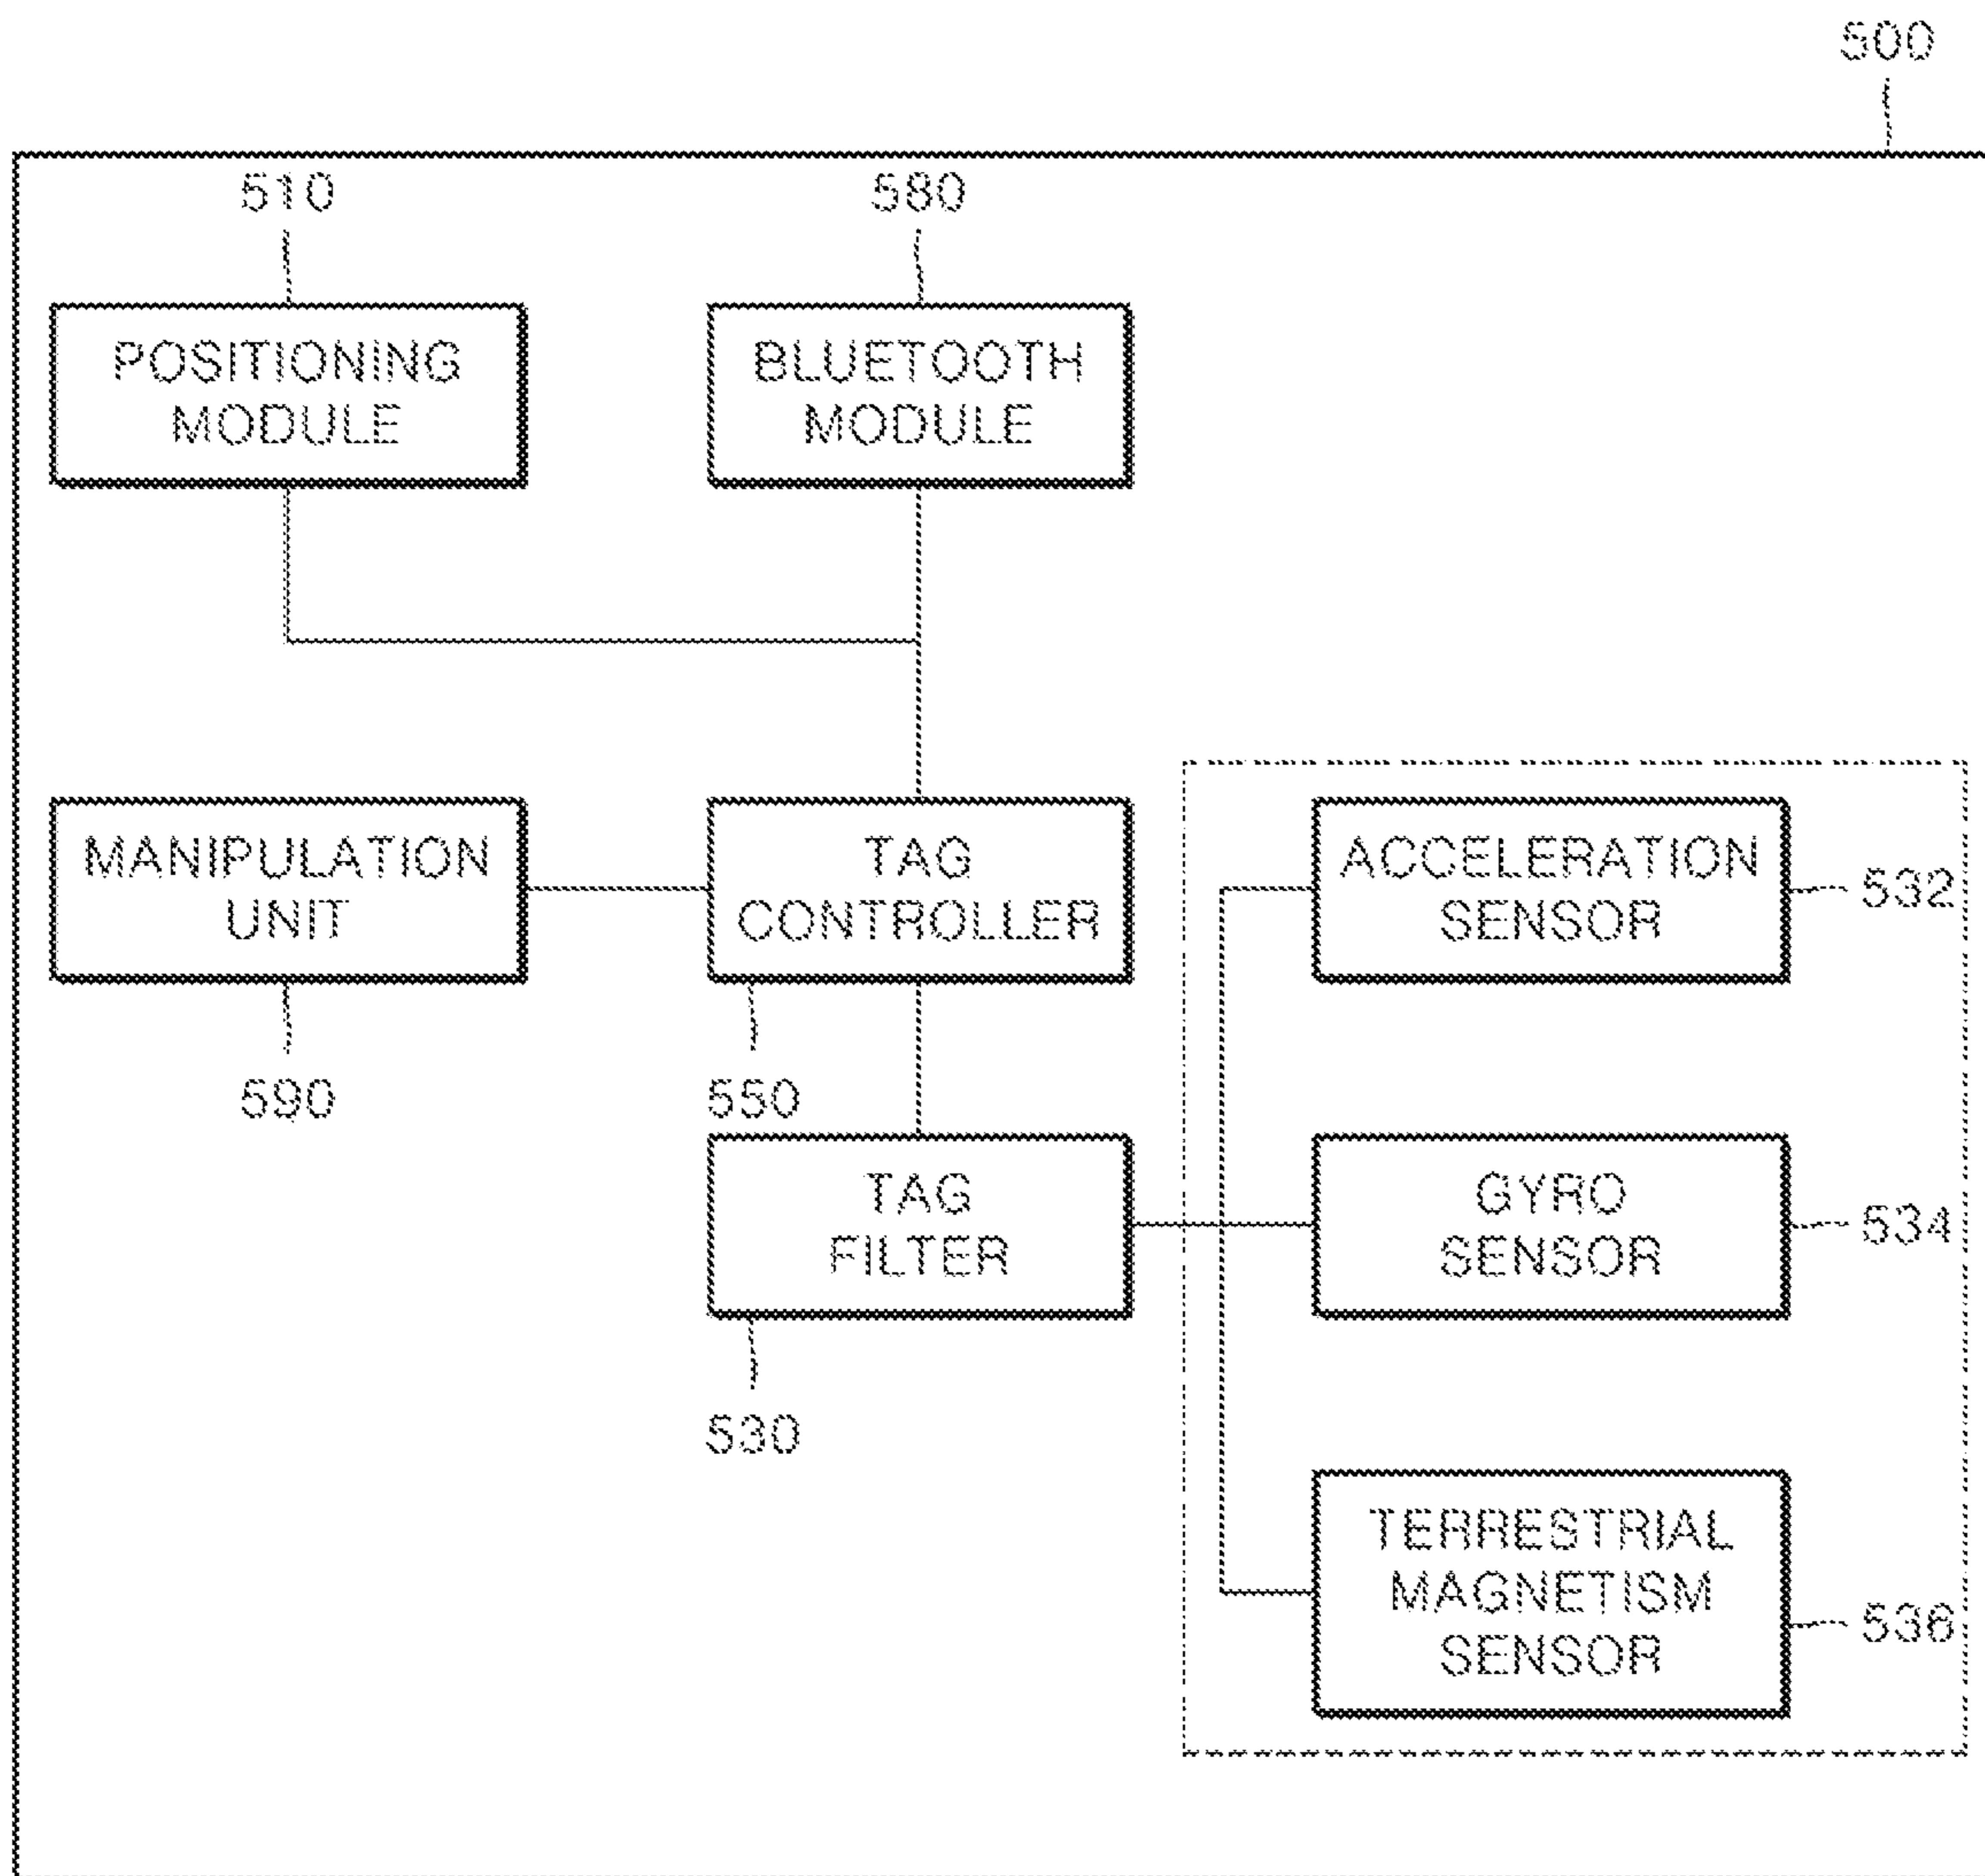 500
510
580
POSITIONING
MODULE
BLUETOOTH
MODULE
MANIPULATION
UNIT
TAG
CONTROLLER
ACCELERATION
SENSOR
532
590
550
TAG
FILTER
GYRO
SENSOR
534
530
TERRESTRIAL
MAGNETISM
SENSOR
536